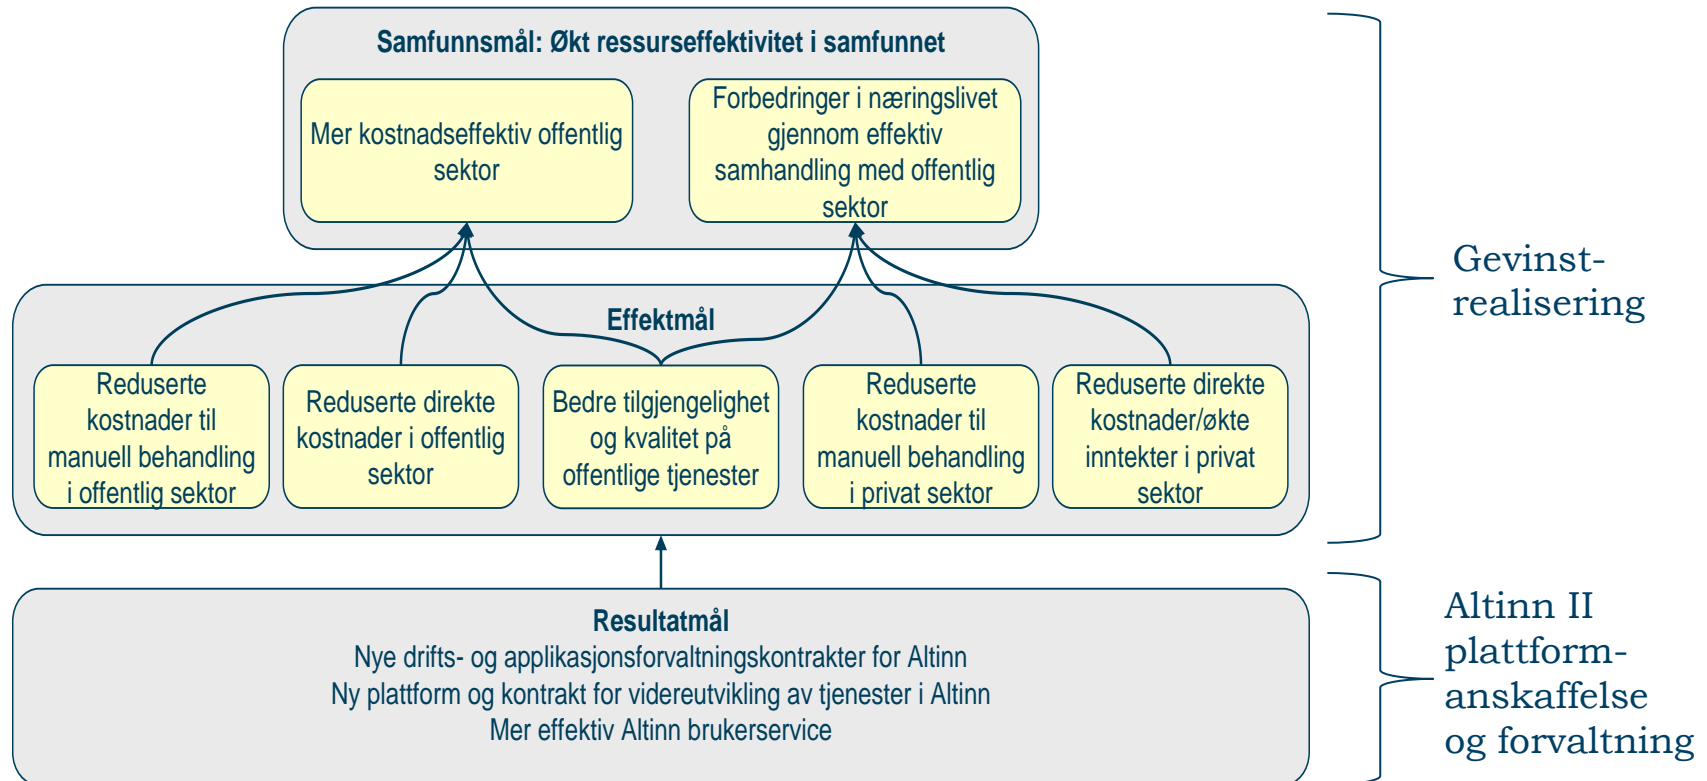 Samfunnsmål: Økt ressurseffektivitet i samfunnet
Mer kostnadseffektiv offentlig
sektor
Forbedringer i næringslivet
gjennom effektiv
samhandling med offentlig
sektor
Gevinst-
realisering
Effektmål
Reduserte
kostnader til
manuell behandling
i offentlig sektor
Reduserte direkte
kostnader i offentlig
sektor
Bedre tilgjengelighet
og kvalitet på
offentlige tjenester
Reduserte
kostnader til
manuell behandling
i privat sektor
Reduserte direkte
kostnader/økte
inntekter i privat
sektor
Resultatmål
Nye drifts- og applikasjonsforvaltningskontrakter for Altinn
Ny plattform og kontrakt for videreutvikling av tjenester i Altinn
Mer effektiv Altinn brukerservice
Altinn II
plattform-
anskaffelse
og forvaltning